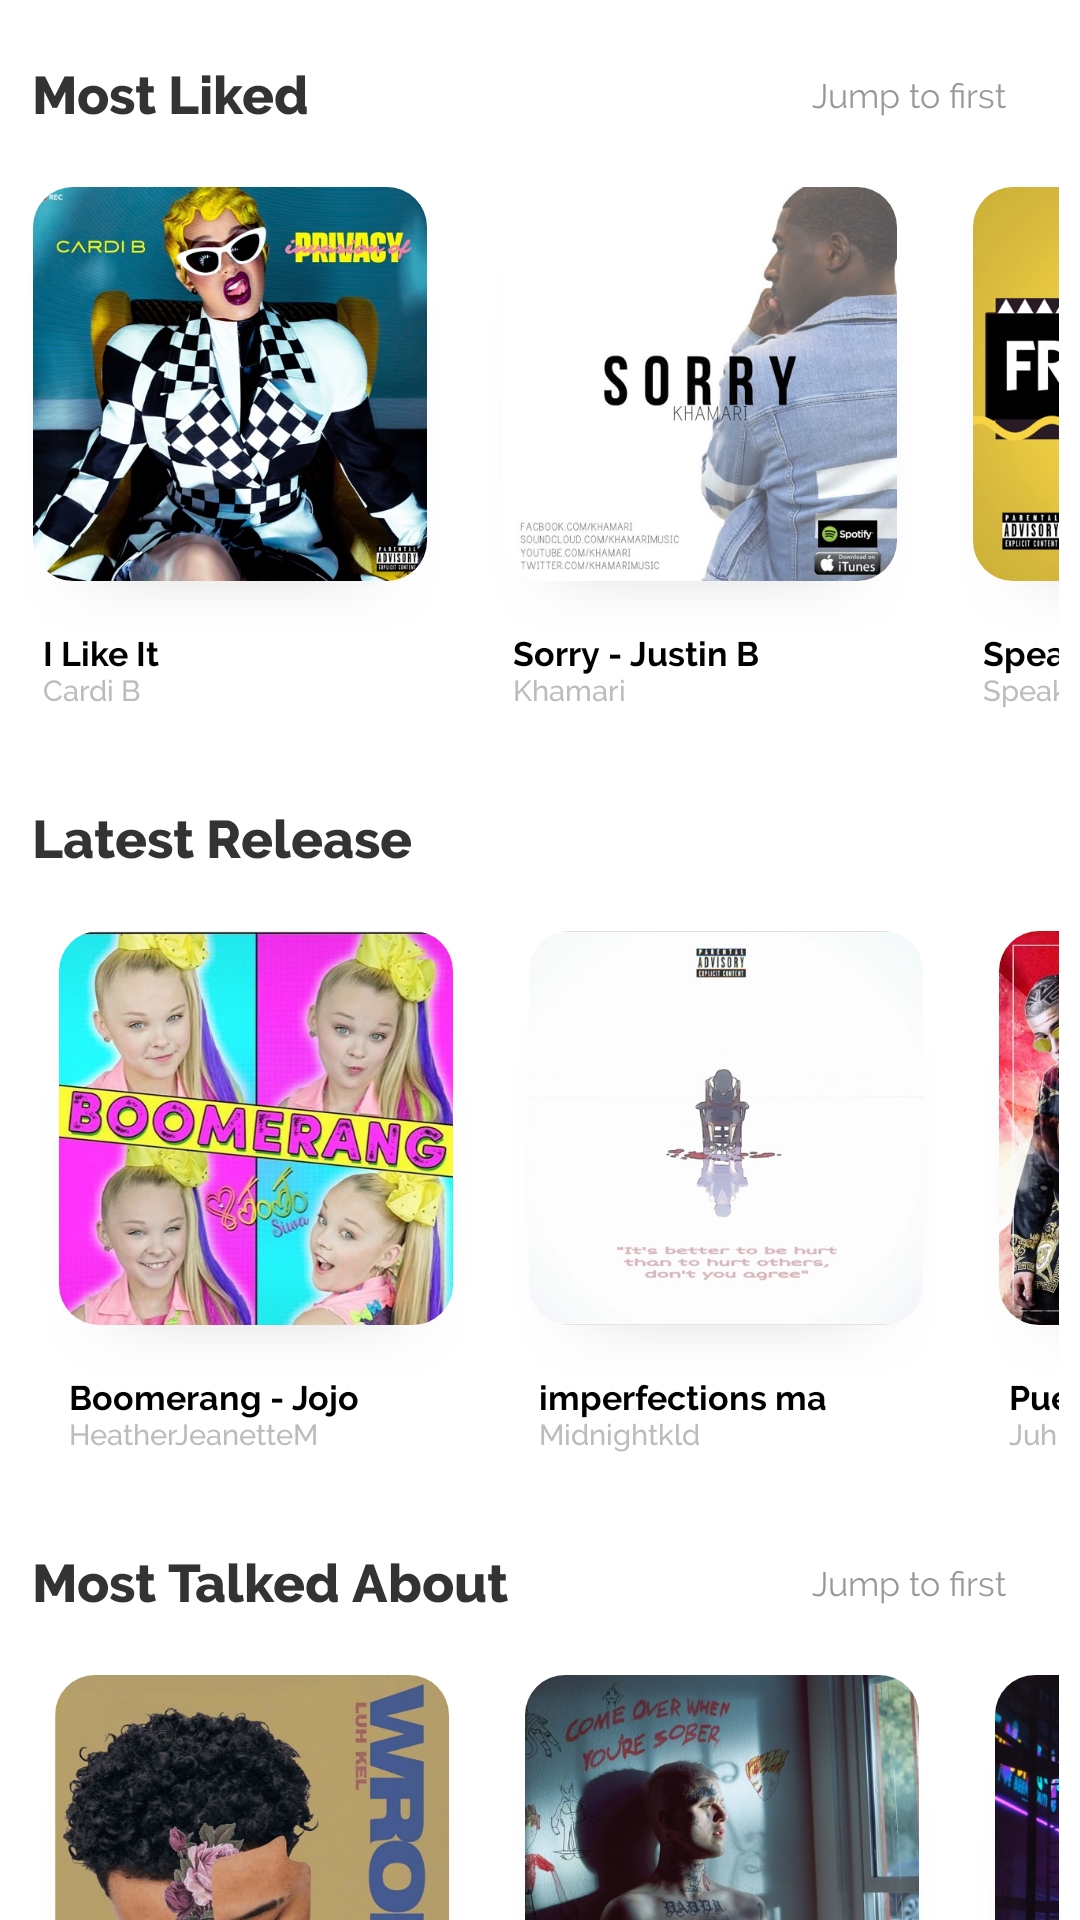 Most Liked
Jump to first
REC
CARDI B
invasion of
PRIVACY
PARENTAL
ADVISORY
EXPLICIT CONTENT
SORRY
KHAMARI
FACBOOK.COM/KHAMARI
SOUNDCLOUD.COM/KHAMARIMUSIC
YOUTUBE.COM/KHAMARI
TWITTER.COM/KHAMARIMUSIC
Spotify
Download on
iTunes
FR
PARENTAL
ADVISORY
EXPLICIT CONTENT
I Like It
Cardi B
Sorry - Justin B
Khamari
Spea
Speak
Latest Release
BOOMERANG
JoJo
Siwa
PARENTAL
ADVISORY
EXPLICIT CONTENT
"It's better to be hurt
than to hurt others,
don't you agree"
Boomerang - Jojo
HeatherJeanetteM
imperfections ma
Midnightkld
Pue
Juh
Most Talked About
Jump to first
LUH KEL
WRO
COME OVER WHEN
YOU'RE SOBER
DADDY